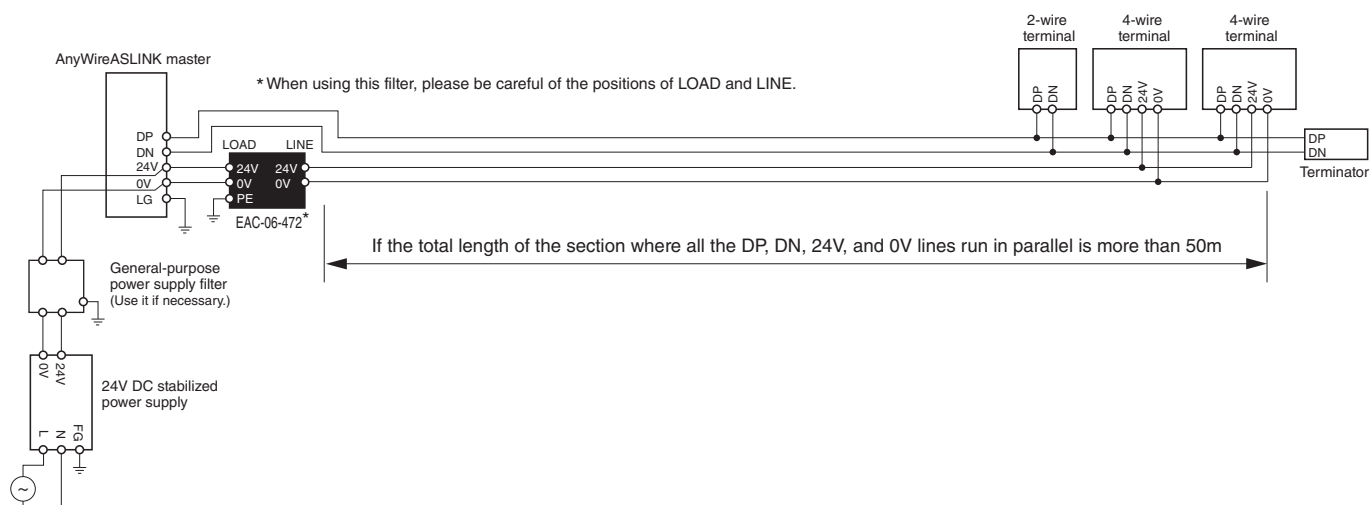 2-wire
terminal
4-wire
terminal
4-wire
terminal
AnyWireASLINK master
* When using this filter, please be careful of the positions of LOAD and LINE.
DP
DN
DP
DN
24V
0V
DP
DN
24V
0V
DP
DN
24V
0V
LG
LOAD
LINE
24V
0V
PE
24V
0V
EAC-06-472*
DP
DN
Terminator
If the total length of the section where all the DP, DN, 24V, and 0V lines run in parallel is more than 50m
General-purpose
power supply filter
(Use it if necessary.)
0V
24V
24V DC stabilized
power supply
L
N
FG
~